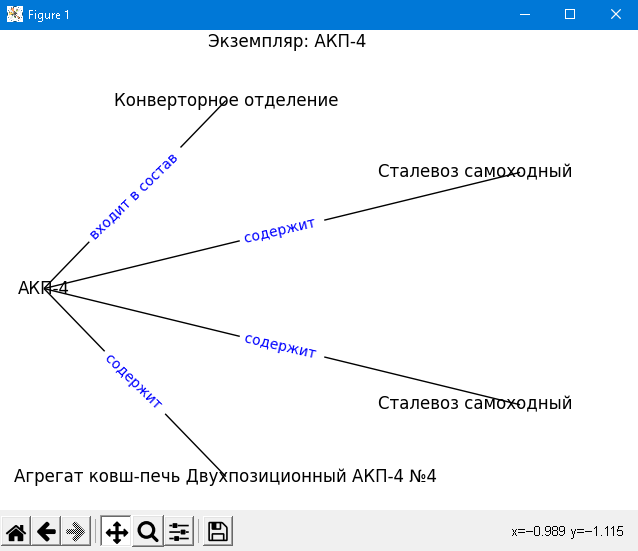 Figure 1
Экземпляр: АКП-4
Конверторное отделение
входит в состав
Сталевоз самоходный
содержит
АКП-4
содержит
содержит
Сталевоз самоходный
Агрегат ковш-печь Двухпозиционный АКП-4 №4
x=−0.989 y=−1.115